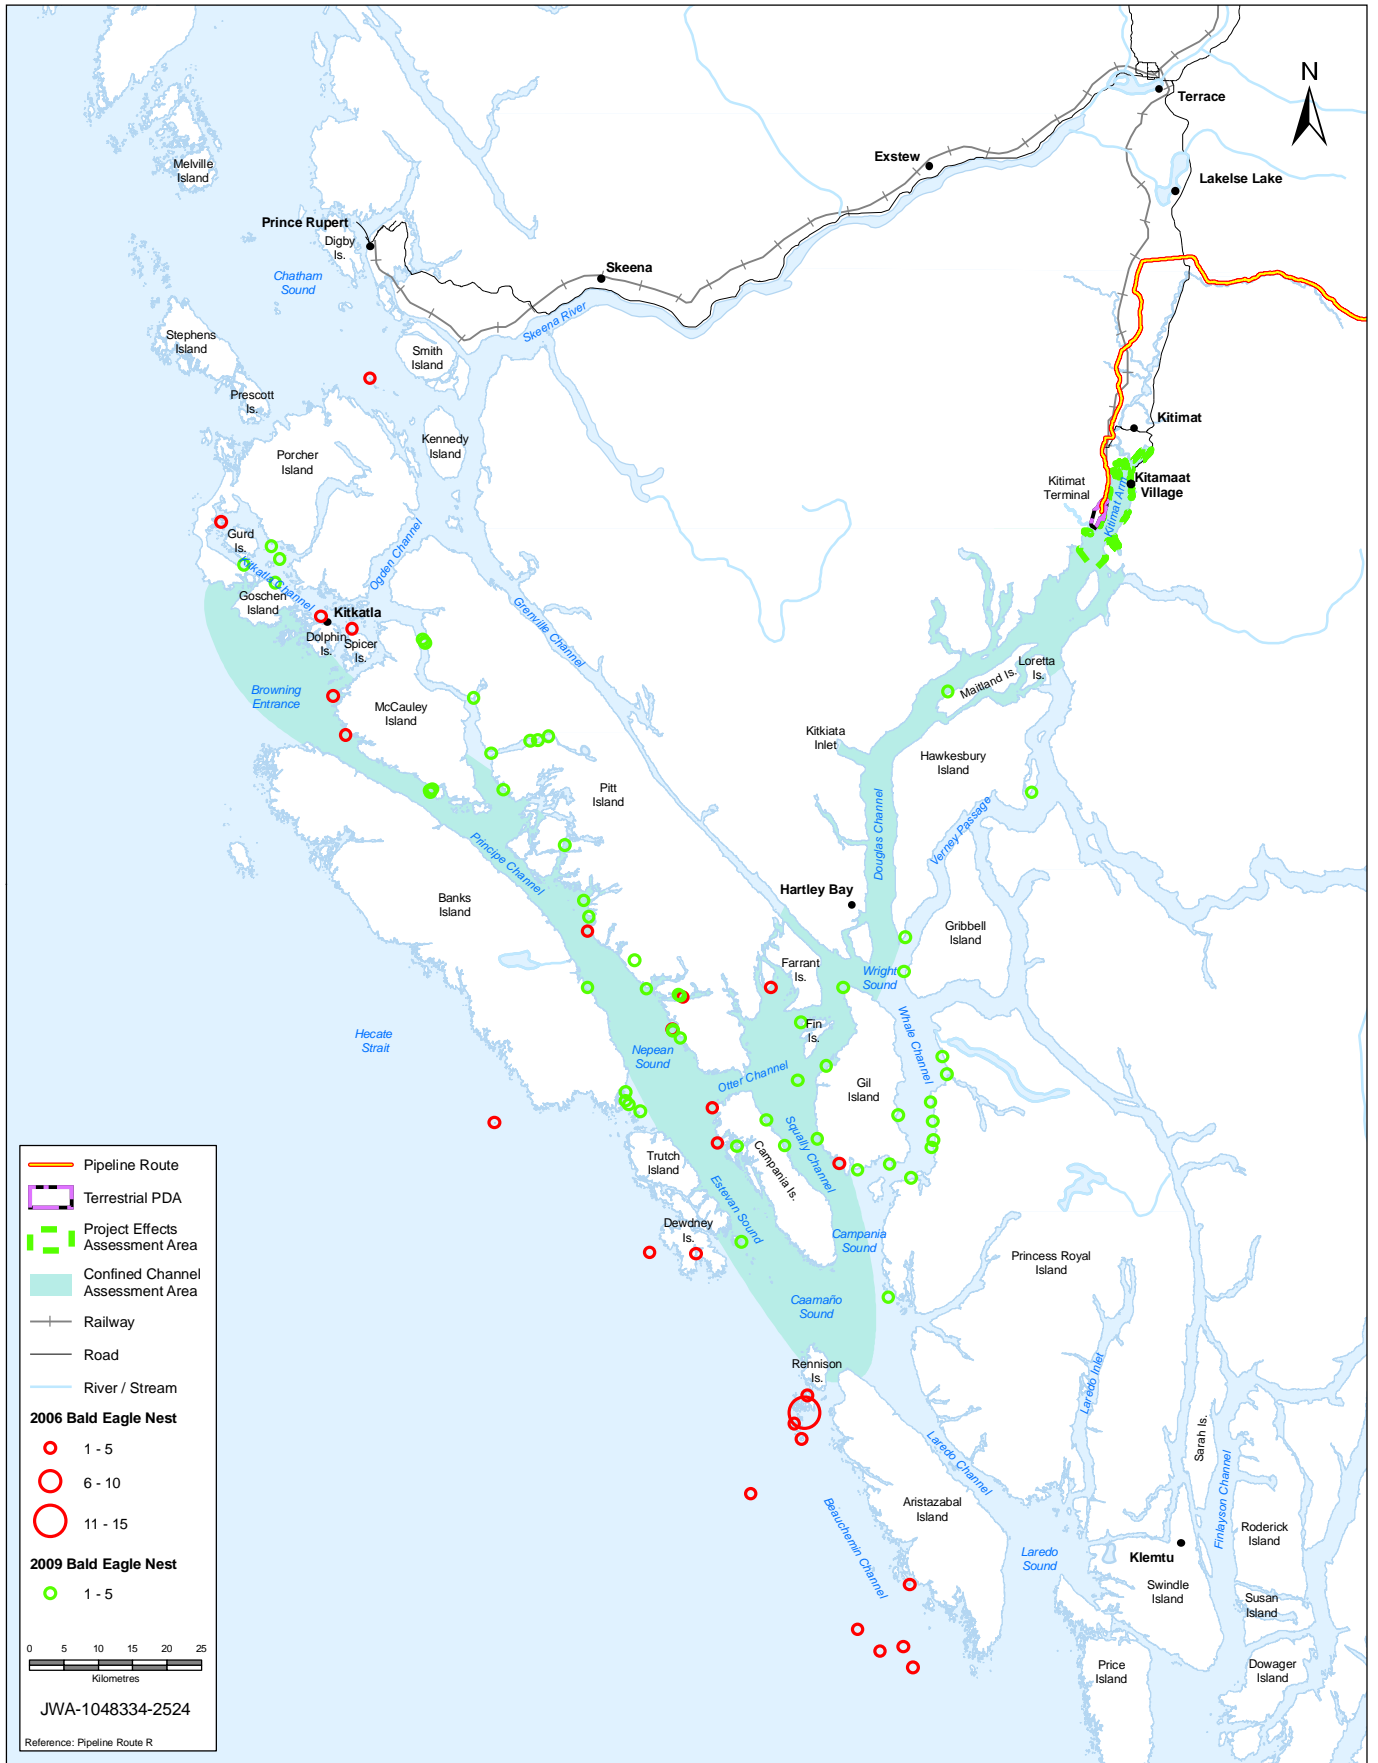 N
Terrace
Exstew
Lakelse Lake
Melville
Island
Prince Rupert
Digby
Is.
Chatham
Sound
Skeena
Skeena River
Stephens
Island
Smith
Island
Prescott
Is.
Kennedy
Island
Porcher
Island
Kitimat
Kitimat
Terminal
Kitamaat
Village
Kitimat Arm
Gurd
Is.
Kitkatla Channel
Ogden Channel
Goschen
Island
Kitkatla
Dolphin
Is.
Spicer
Is.
Grenville Channel
Browning
Entrance
McCauley
Island
Maitland Is.
Loretta
Is.
Kitkiata
Inlet
Hawkesbury
Island
Pitt
Island
Douglas Channel
Verney Passage
Principe Channel
Banks
Island
Hartley Bay
Gribbell
Island
Farrant
Is.
Wright
Sound
Whale Channel
Fin
Is.
Hecate
Strait
Nepean
Sound
Otter Channel
Gil
Island
Squally Channel
Trutch
Island
Campania Is.
Estevan Sound
Dewdney
Is.
Campania
Sound
Princess Royal
Island
Caamaño
Sound
Rennison
Is.
Laredo Inlet
Laredo Channel
Sarah Is.
Finlayson Channel
Beauchemin Channel
Aristazabal
Island
Laredo
Sound
Klemtu
Swindle
Island
Roderick
Island
Susan
Island
Price
Island
Dowager
Island
Pipeline Route
Terrestrial PDA
Project Effects
Assessment Area
Confined Channel
Assessment Area
Railway
Road
River / Stream
2006 Bald Eagle Nest
1 - 5
6 - 10
11 - 15
2009 Bald Eagle Nest
1 - 5
0 5 10 15 20 25
Kilometres
JWA-1048334-2524
Reference: Pipeline Route R